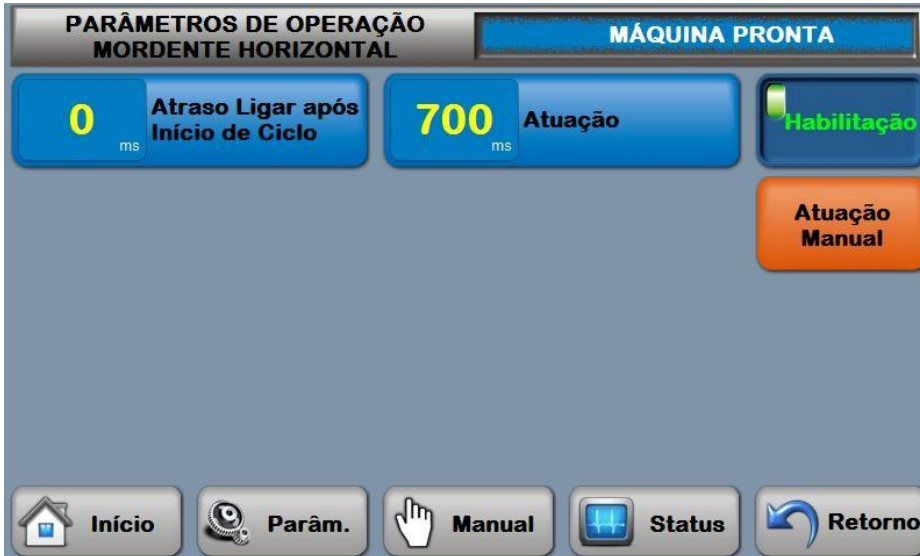 PARÂMETROS DE OPERAÇÃO
MORDENTE HORIZONTAL
MÁQUINA PRONTA
0
ms
Atraso Ligar após
Início de Ciclo
700
ms
Atuação
Habilitação
Atuação
Manual
Início
Parâm.
Manual
Status
Retorno